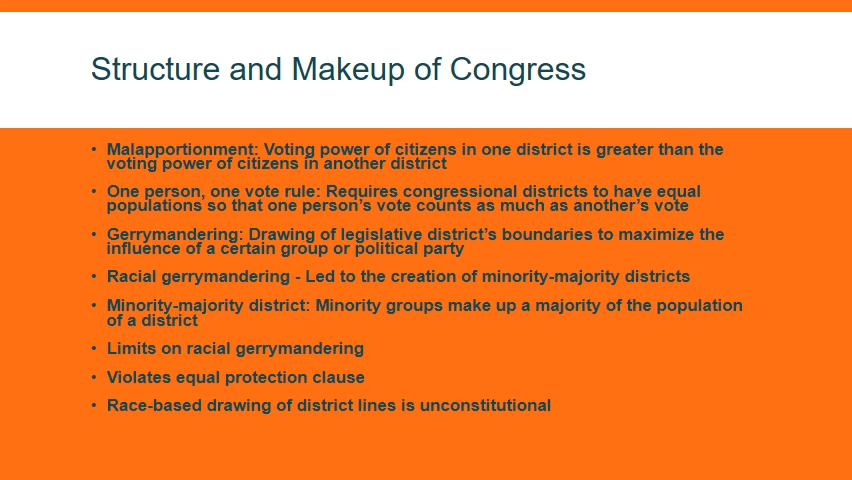 Structure and Makeup of Congress
• Malapportionment: Voting power of citizens in one district is greater than the
voting power of citizens in another district
• One person, one vote rule: Requires congressional districts to have equal
populations so that one person’s vote counts as much as another’s vote
• Gerrymandering: Drawing of legislative district’s boundaries to maximize the
influence of a certain group or political party
• Racial gerrymandering - Led to the creation of minority-majority districts
• Minority-majority district: Minority groups make up a majority of the population
of a district
• Limits on racial gerrymandering
• Violates equal protection clause
• Race-based drawing of district lines is unconstitutional